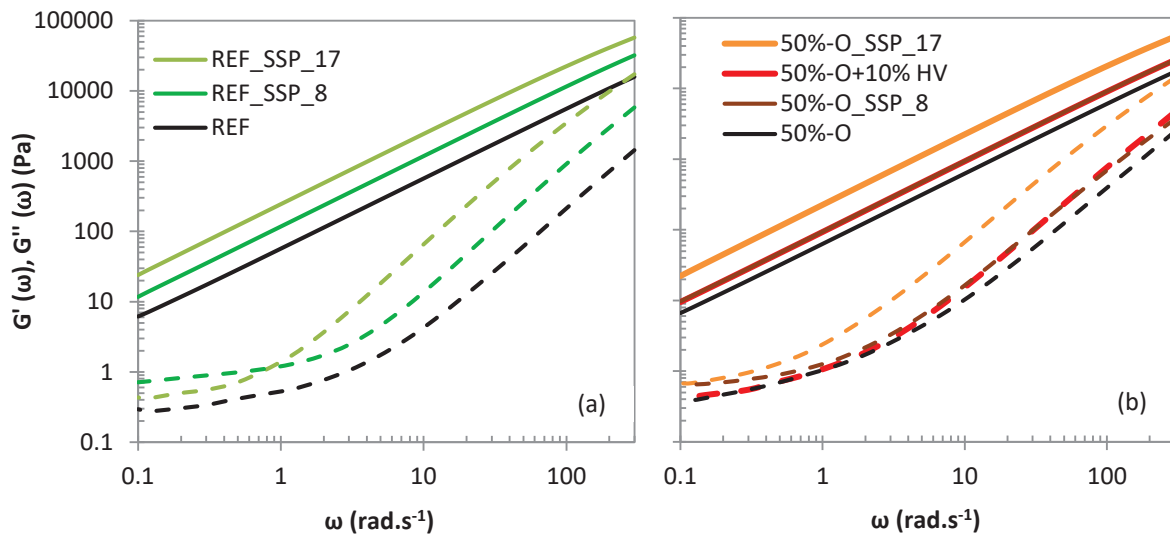 G' (ω), G'' (ω) (Pa)
100000
10000
1000
100
10
1
0.1
REF_SSP_17
REF_SSP_8
REF
(a)
0.1
1
10
100
ω (rad.s⁻¹)
50%-O_SSP_17
50%-O+10% HV
50%-O_SSP_8
50%-O
(b)
0.1
1
10
100
ω (rad.s⁻¹)